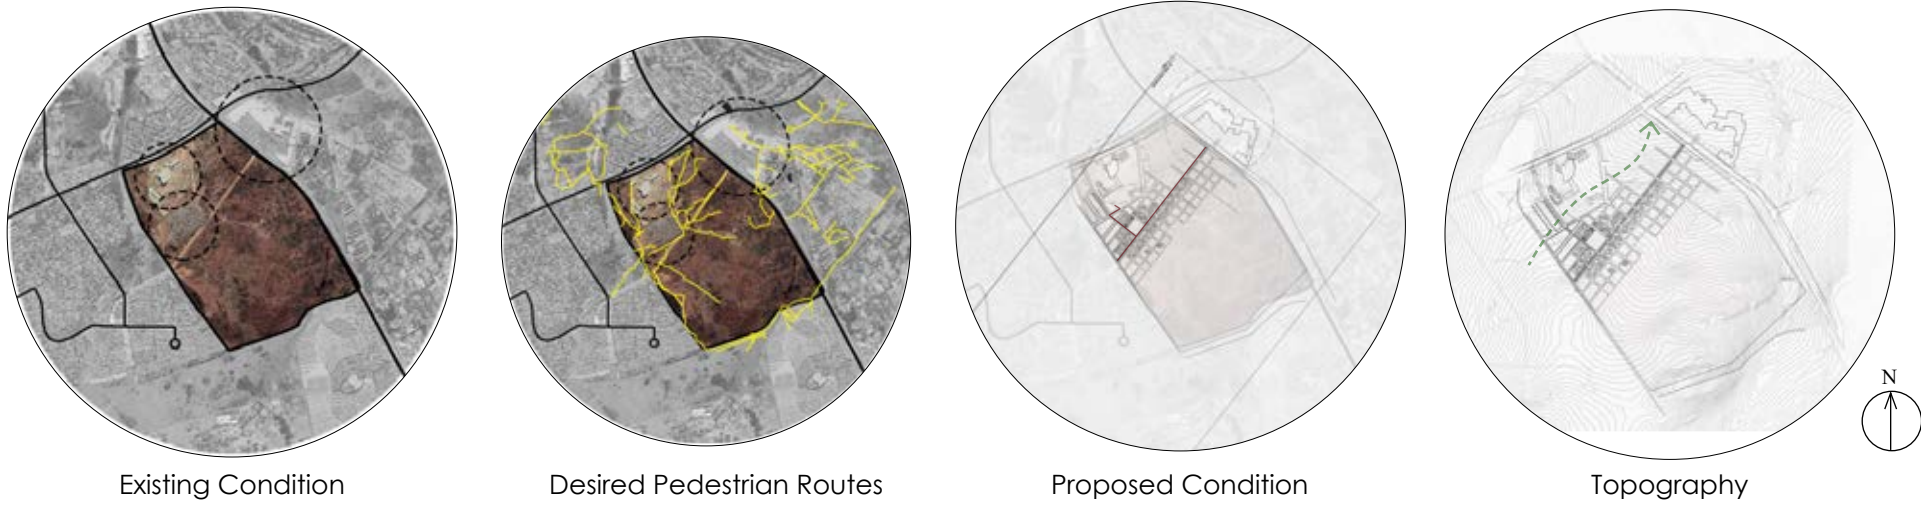 N
Existing Condition
Desired Pedestrian Routes
Proposed Condition
Topography